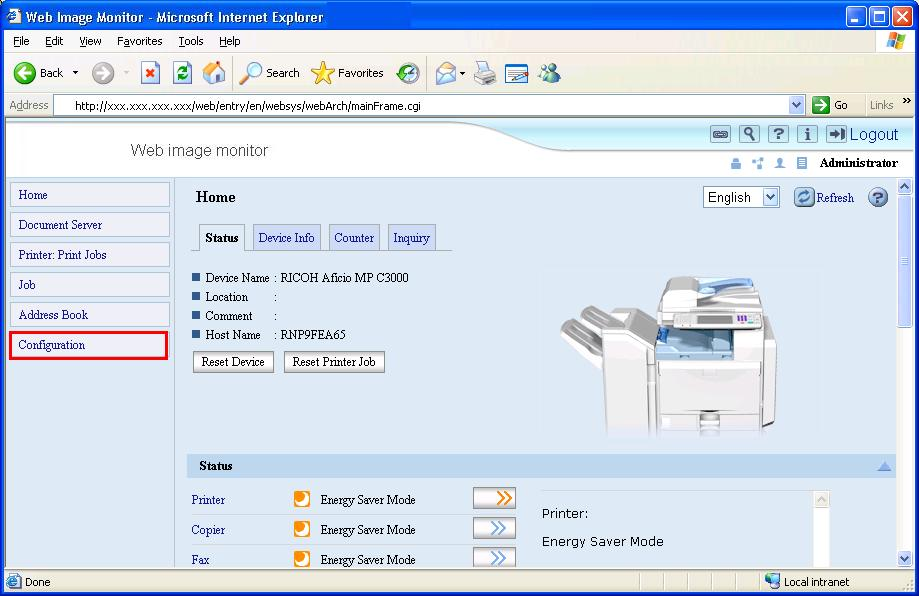 Web Image Monitor - Microsoft Internet Explorer
File Edit View Favorites Tools Help
Back Search Favorites
Address http://xxx.xxx.xxx.xxx/web/entry/en/websys/webArch/mainFrame.cgi Go Links »
Logout
Web image monitor
Administrator
Home
Document Server
Printer: Print Jobs
Job
Address Book
Configuration
Home
English Refresh
Status Device Info Counter Inquiry
Device Name : RICOH Aficio MP C3000
Location :
Comment :
Host Name : RNP9FEA65
Reset Device Reset Printer Job
Status
Printer Energy Saver Mode
Copier Energy Saver Mode
Fax Energy Saver Mode
Printer:
Energy Saver Mode
Done Local intranet